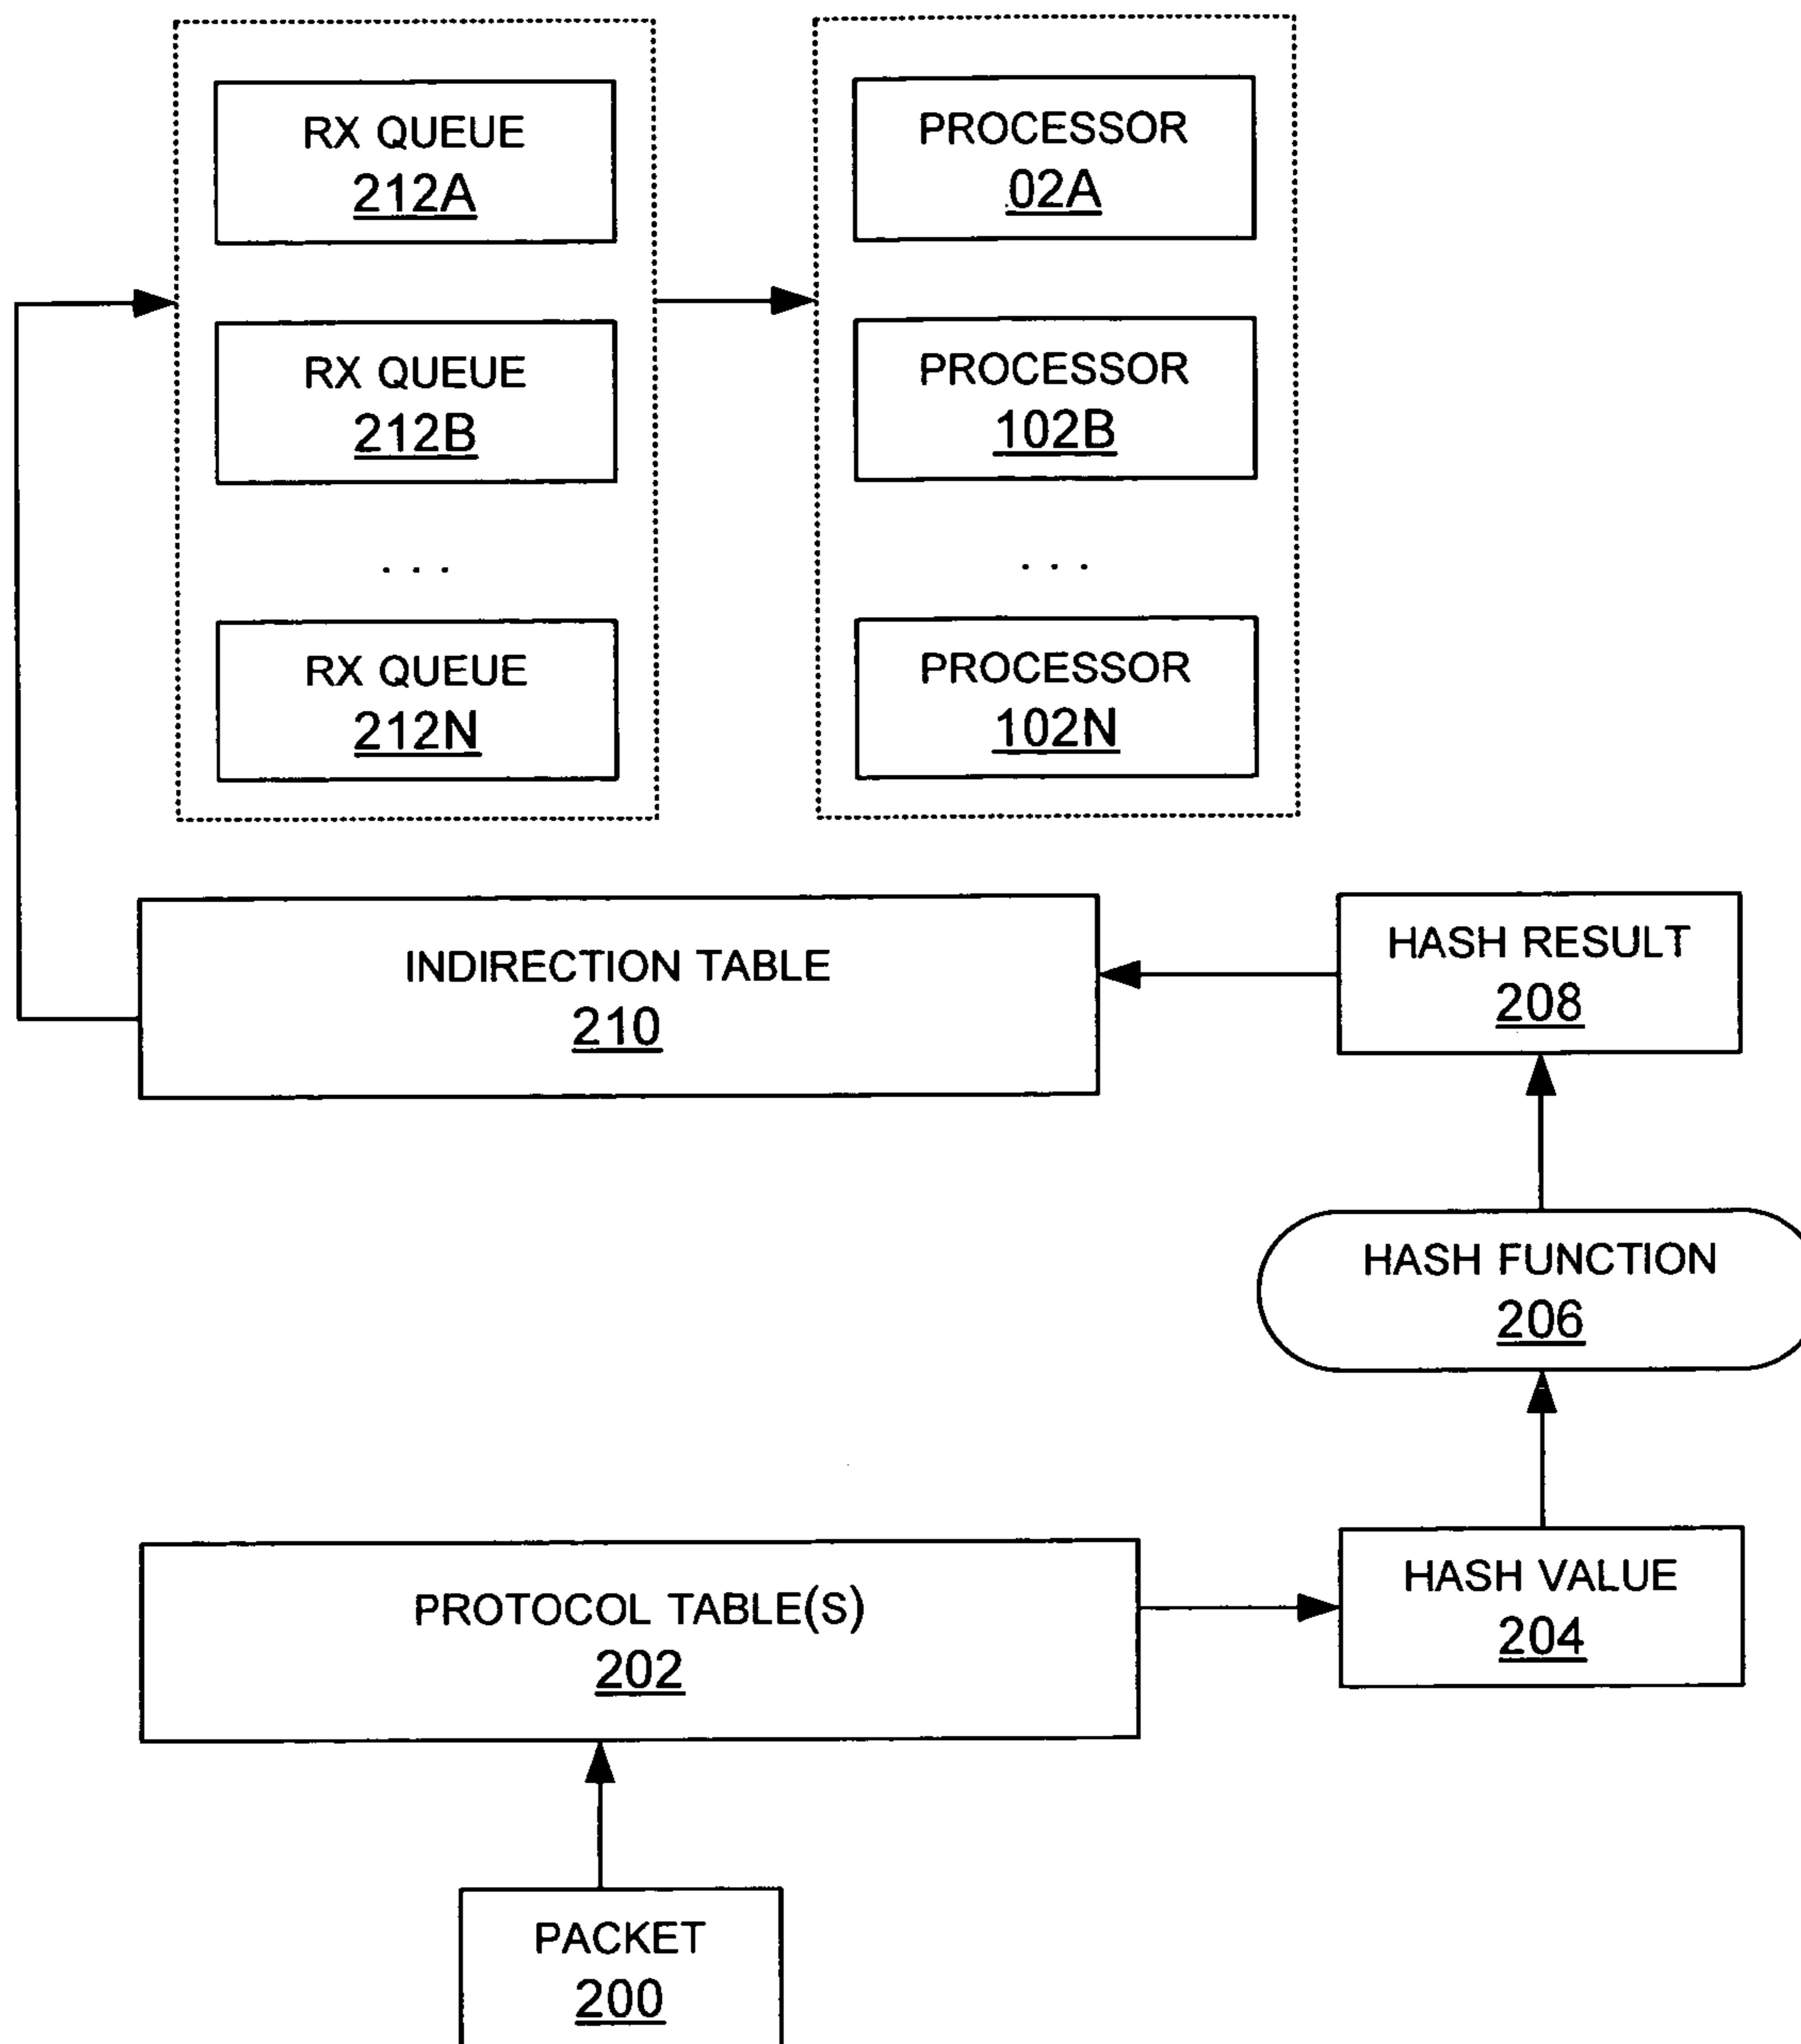 RX QUEUE
212A
PROCESSOR
02A
RX QUEUE
212B
PROCESSOR
102B
. . .
. . .
RX QUEUE
212N
PROCESSOR
102N
INDIRECTION TABLE
210
HASH RESULT
208
HASH FUNCTION
206
PROTOCOL TABLE(S)
202
HASH VALUE
204
PACKET
200